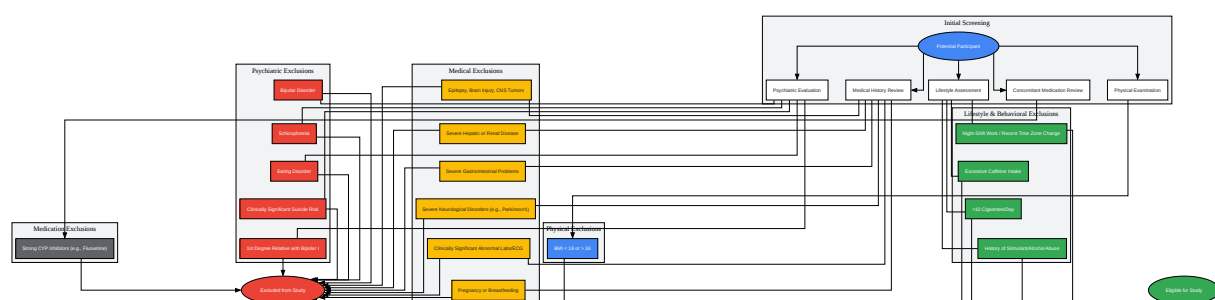 Initial Screening
Potential Participant
Psychiatric Evaluation
Medical History Review
Lifestyle Assessment
Concomitant Medication Review
Physical Examination
Psychiatric Exclusions
Bipolar Disorder
Schizophrenia
Eating Disorder
Clinically Significant Suicide Risk
1st Degree Relative with Bipolar I
Medical Exclusions
Epilepsy, Brain Injury, CNS Tumors
Severe Hepatic or Renal Disease
Severe Gastrointestinal Problems
Severe Neurological Disorders (e.g., Parkinson's)
Clinically Significant Abnormal Labs/ECG
Pregnancy or Breastfeeding
Lifestyle & Behavioral Exclusions
Night-Shift Work / Recent Time Zone Change
Excessive Caffeine Intake
>10 Cigarettes/Day
History of Stimulant/Alcohol Abuse
Medication Exclusions
Strong CYP Inhibitors (e.g., Fluoxetine)
Physical Exclusions
BMI < 18 or >
Excluded from Study
Eligible for Study